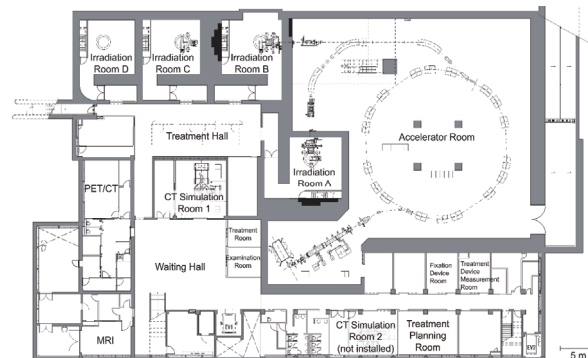 Irradiation
Room D
Irradiation
Room C
Irradiation
Room B
Treatment Hall
Accelerator Room
Irradiation
Room A
PET/CT
CT Simulation
Room 1
Treatment
Room
Examination
Room
Waiting Hall
Fixation
Device
Room
Treatment
Device
Measurement
Room
MRI
CT Simulation
Room 2
(not installed)
Treatment
Planning
Room
5 m